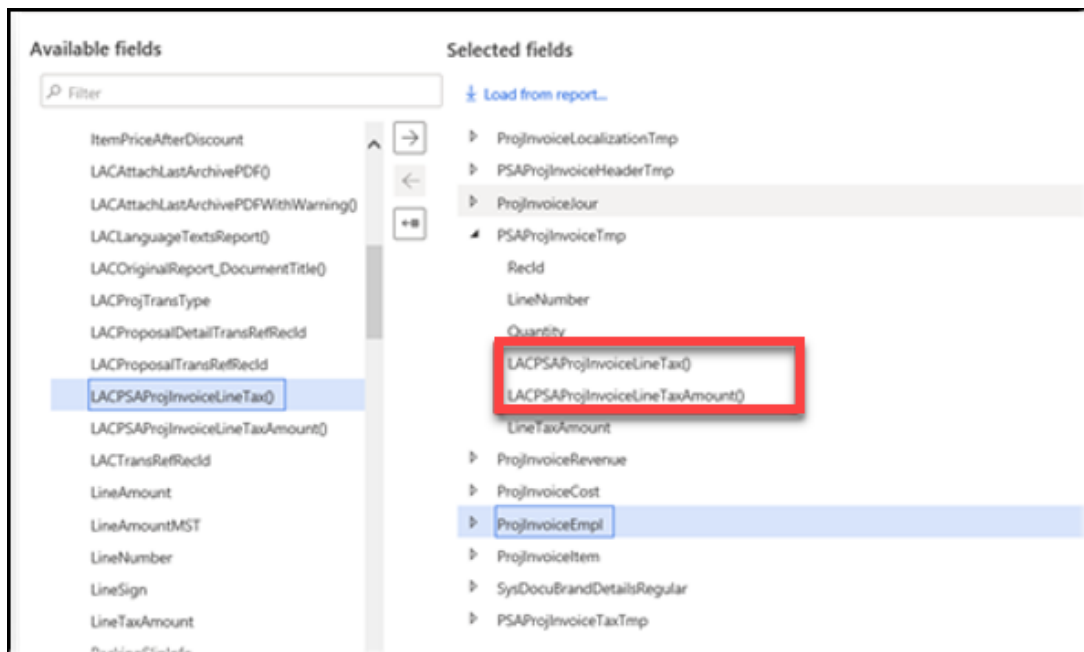 Available fields
Filter
ItemPriceAfterDiscount
LACAttachLastArchivePDF()
LACAttachLastArchivePDFWithWarning()
LACLanguageTextsReport()
LACOriginalReport_DocumentTitle()
LACProjTransType
LACProposalDetailTransRefRecId
LACProposalTransRefRecId
LACPSAProjInvoiceLineTax()
LACPSAProjInvoiceLineTaxAmount()
LACTransRefRecId
LineAmount
LineAmountMST
LineNumber
LineSign
LineTaxAmount
PackingSlipInfo
Selected fields
Load from report...
ProjInvoiceLocalizationTmp
PSAProjInvoiceHeaderTmp
ProjInvoiceJour
PSAProjInvoiceTmp
RecId
LineNumber
Quantity
LACPSAProjInvoiceLineTax()
LACPSAProjInvoiceLineTaxAmount()
LineTaxAmount
ProjInvoiceRevenue
ProjInvoiceCost
ProjInvoiceEmpl
ProjInvoiceItem
SysDocuBrandDetailsRegular
PSAProjInvoiceTaxTmp